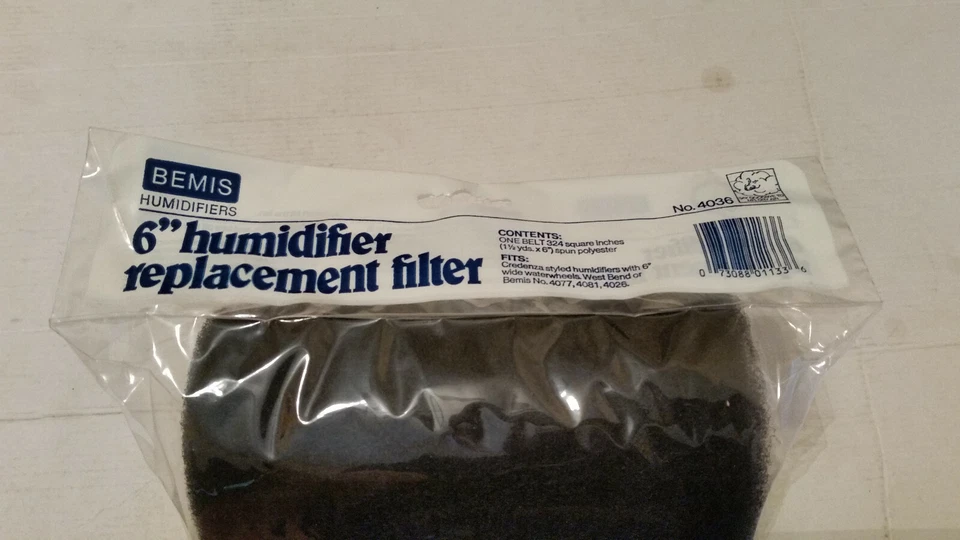 BEMIS
HUMIDIFIERS
6” humidifier
replacement filter
CONTENTS:
ONE BELT 324 square inches
(1½ yds. x 6") spun polyester
FITS:
Credenza styled humidifiers with 6"
wide waterwheels. West Bend or
Bemis No. 4077, 4081, 4026.
No. 4036
0 73088 01133 6